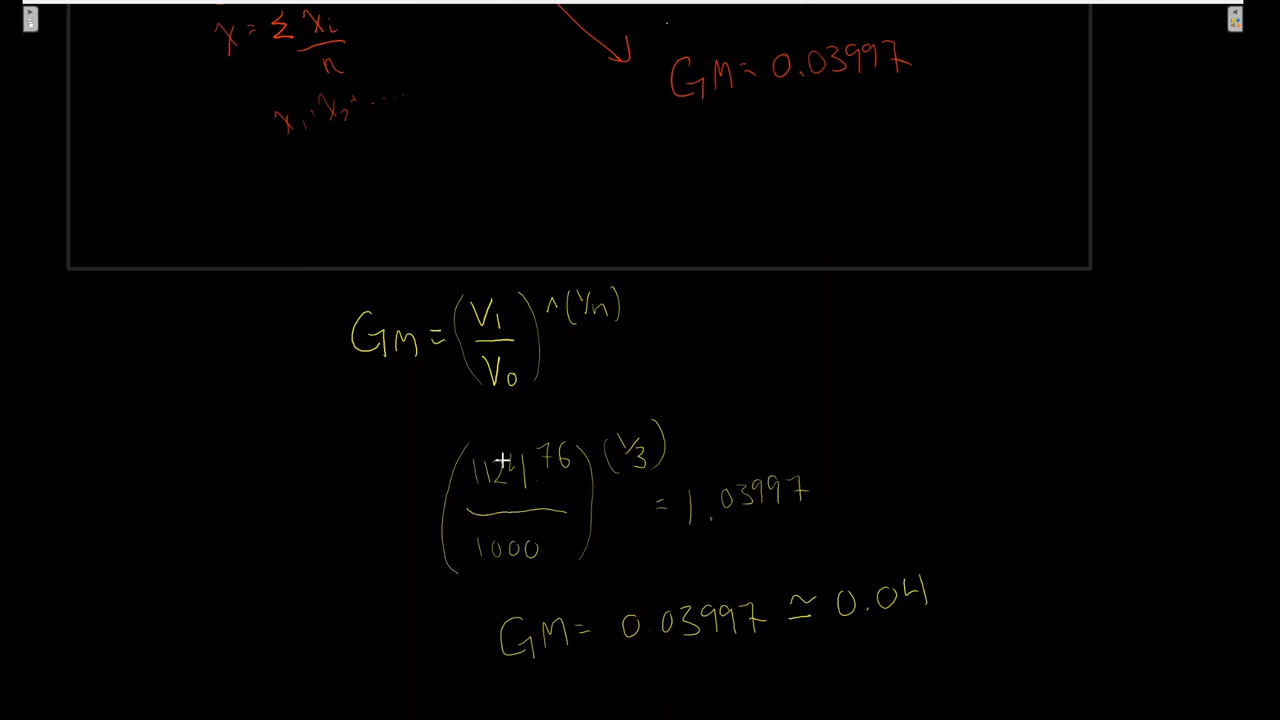 x = Σ xᵢ / n
x₁, x₂, ....
GM = 0.03997
GM = (V₁ / V₀) ^ (1/n)
(1124.76 / 1000) (1/3) = 1.03997
GM = 0.03997 ≃ 0.04